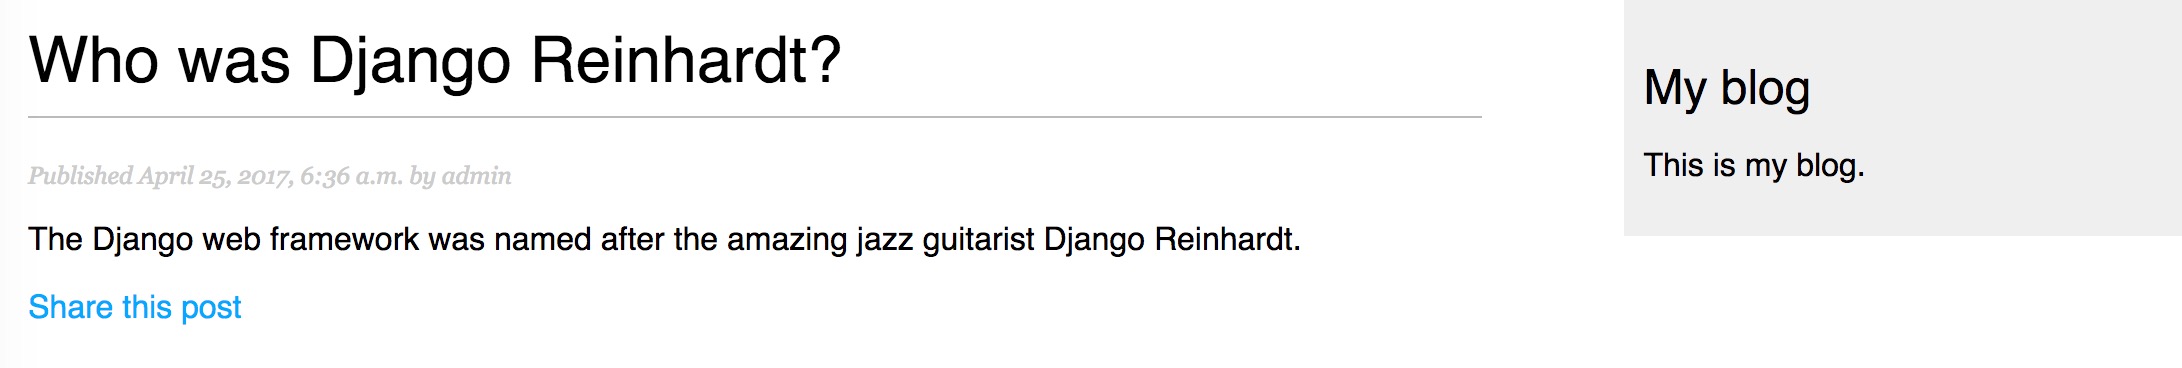 Who was Django Reinhardt?
Published April 25, 2017, 6:36 a.m. by admin
The Django web framework was named after the amazing jazz guitarist Django Reinhardt.
Share this post
My blog
This is my blog.